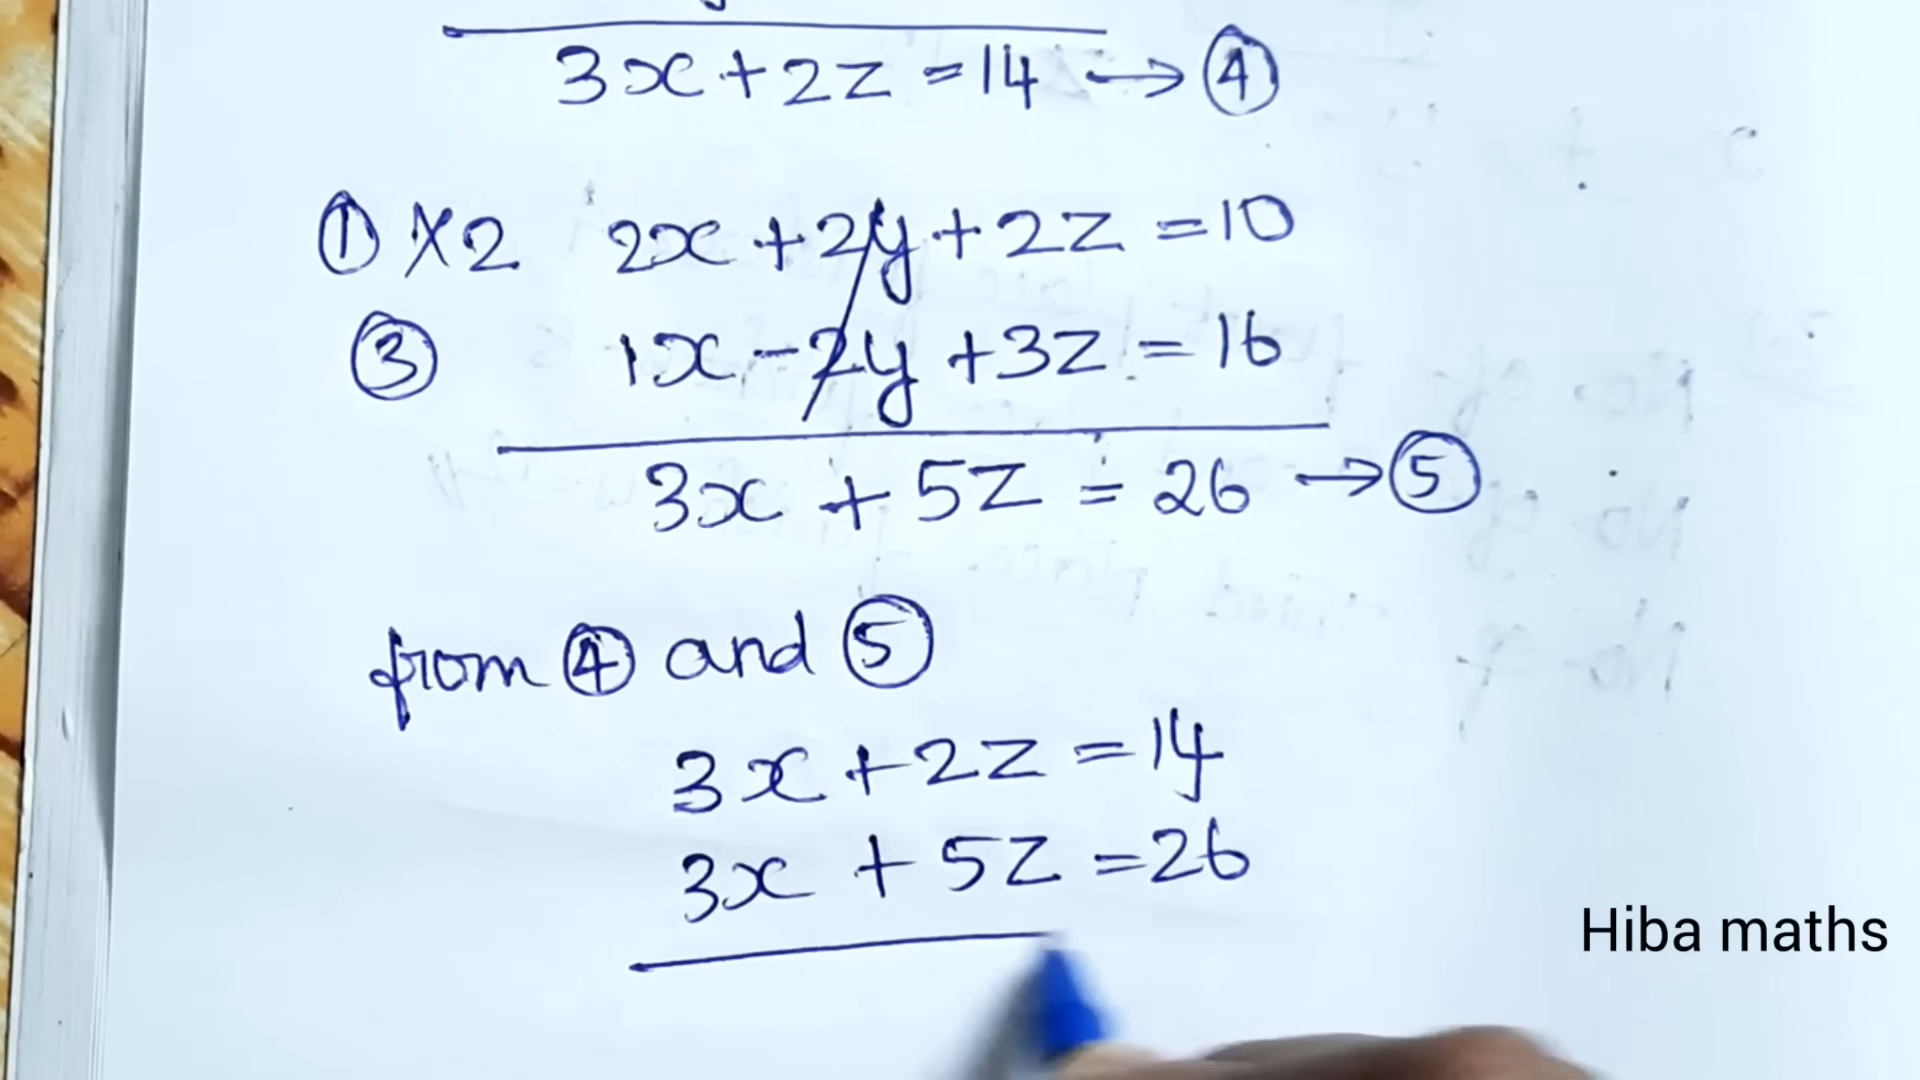 3x + 2z = 14 → ④
① × 2 2x + 2y + 2z = 10
③ 1x - 2y + 3z = 16
3x + 5z = 26 → ⑤
from ④ and ⑤
3x + 2z = 14
3x + 5z = 26
Hiba maths